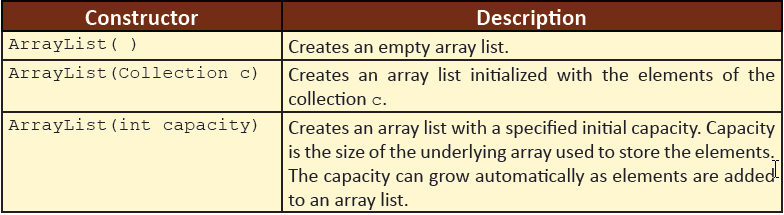 Constructor Description
ArrayList( ) Creates an empty array list.
ArrayList(Collection c) Creates an array list initialized with the elements of the
collection c.
ArrayList(int capacity) Creates an array list with a specified initial capacity. Capacity
is the size of the underlying array used to store the elements.
The capacity can grow automatically as elements are added
to an array list.